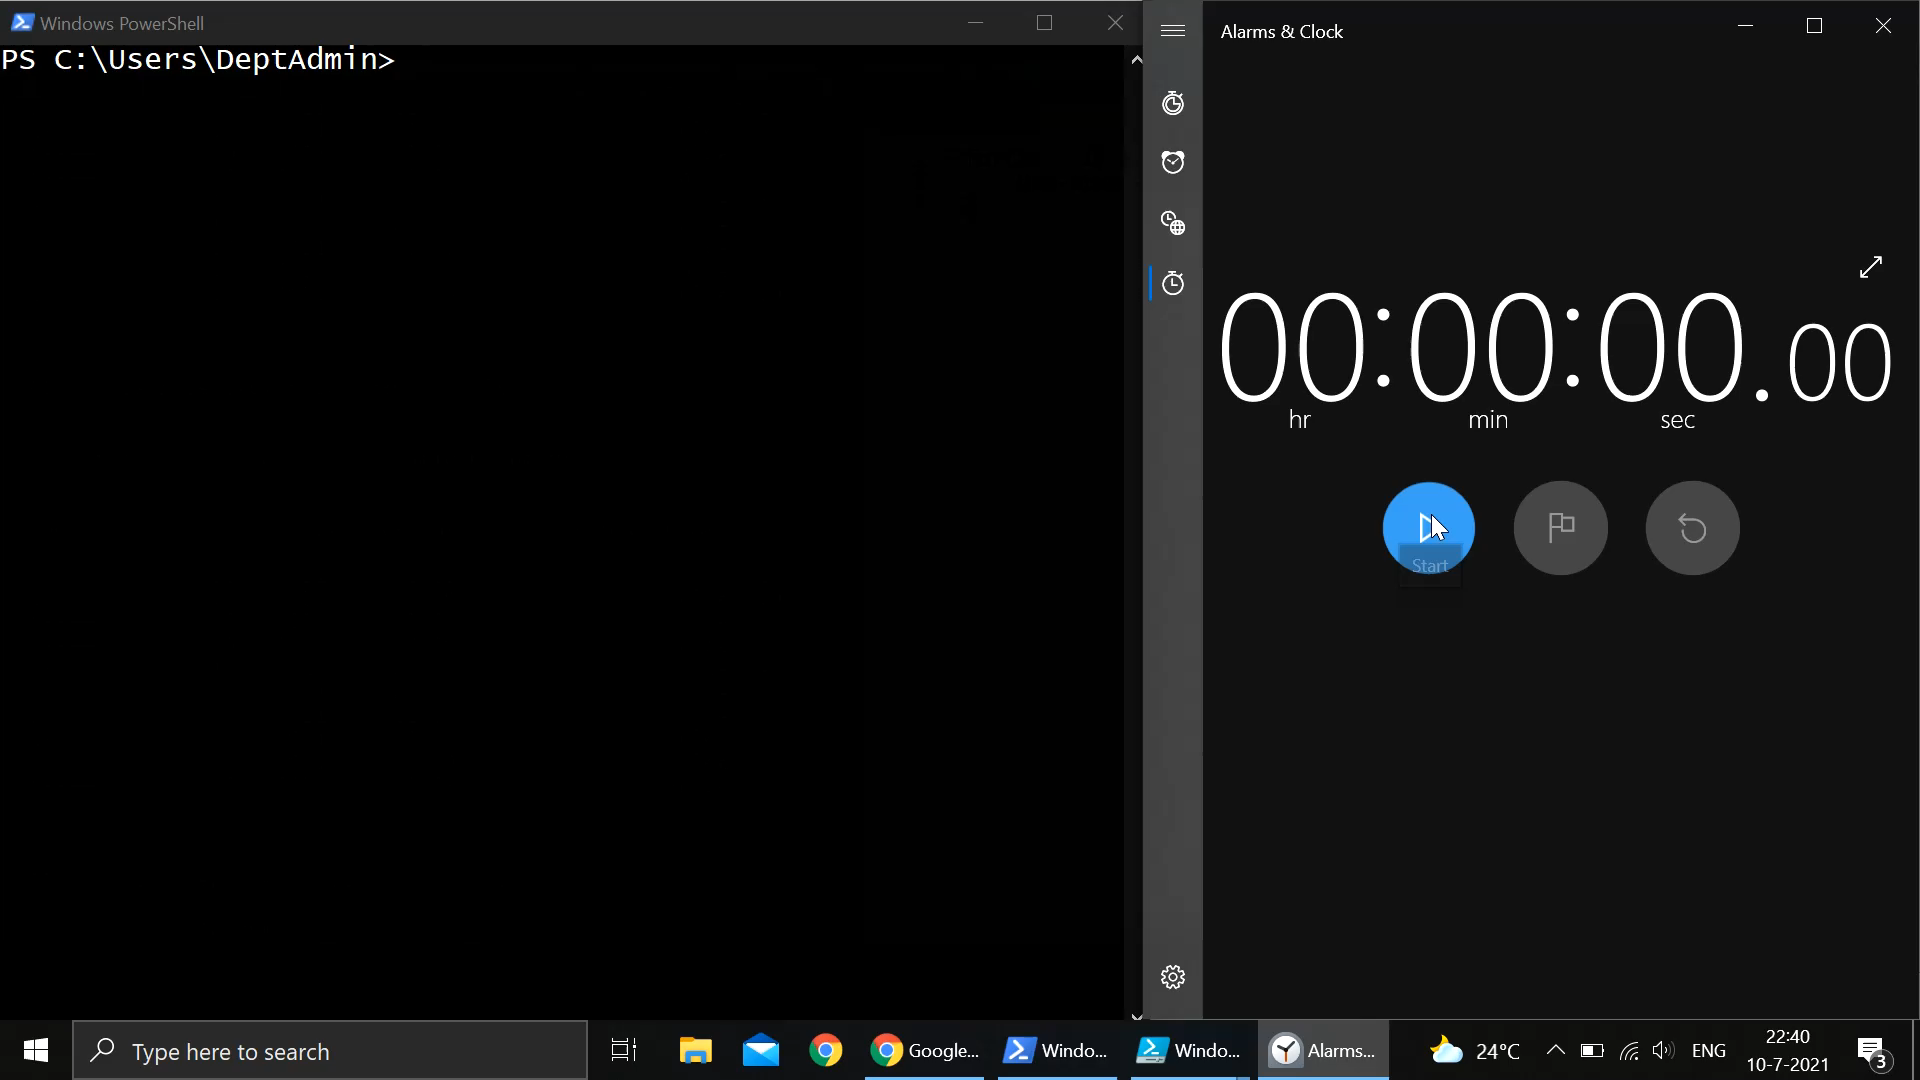 Windows PowerShell
PS C:\Users\DeptAdmin>
Alarms & Clock
00:00:00.00
hr min sec
Start
Type here to search
Google...
Windo...
Windo...
Alarms...
24°C
ENG
22:40
10-7-2021
3